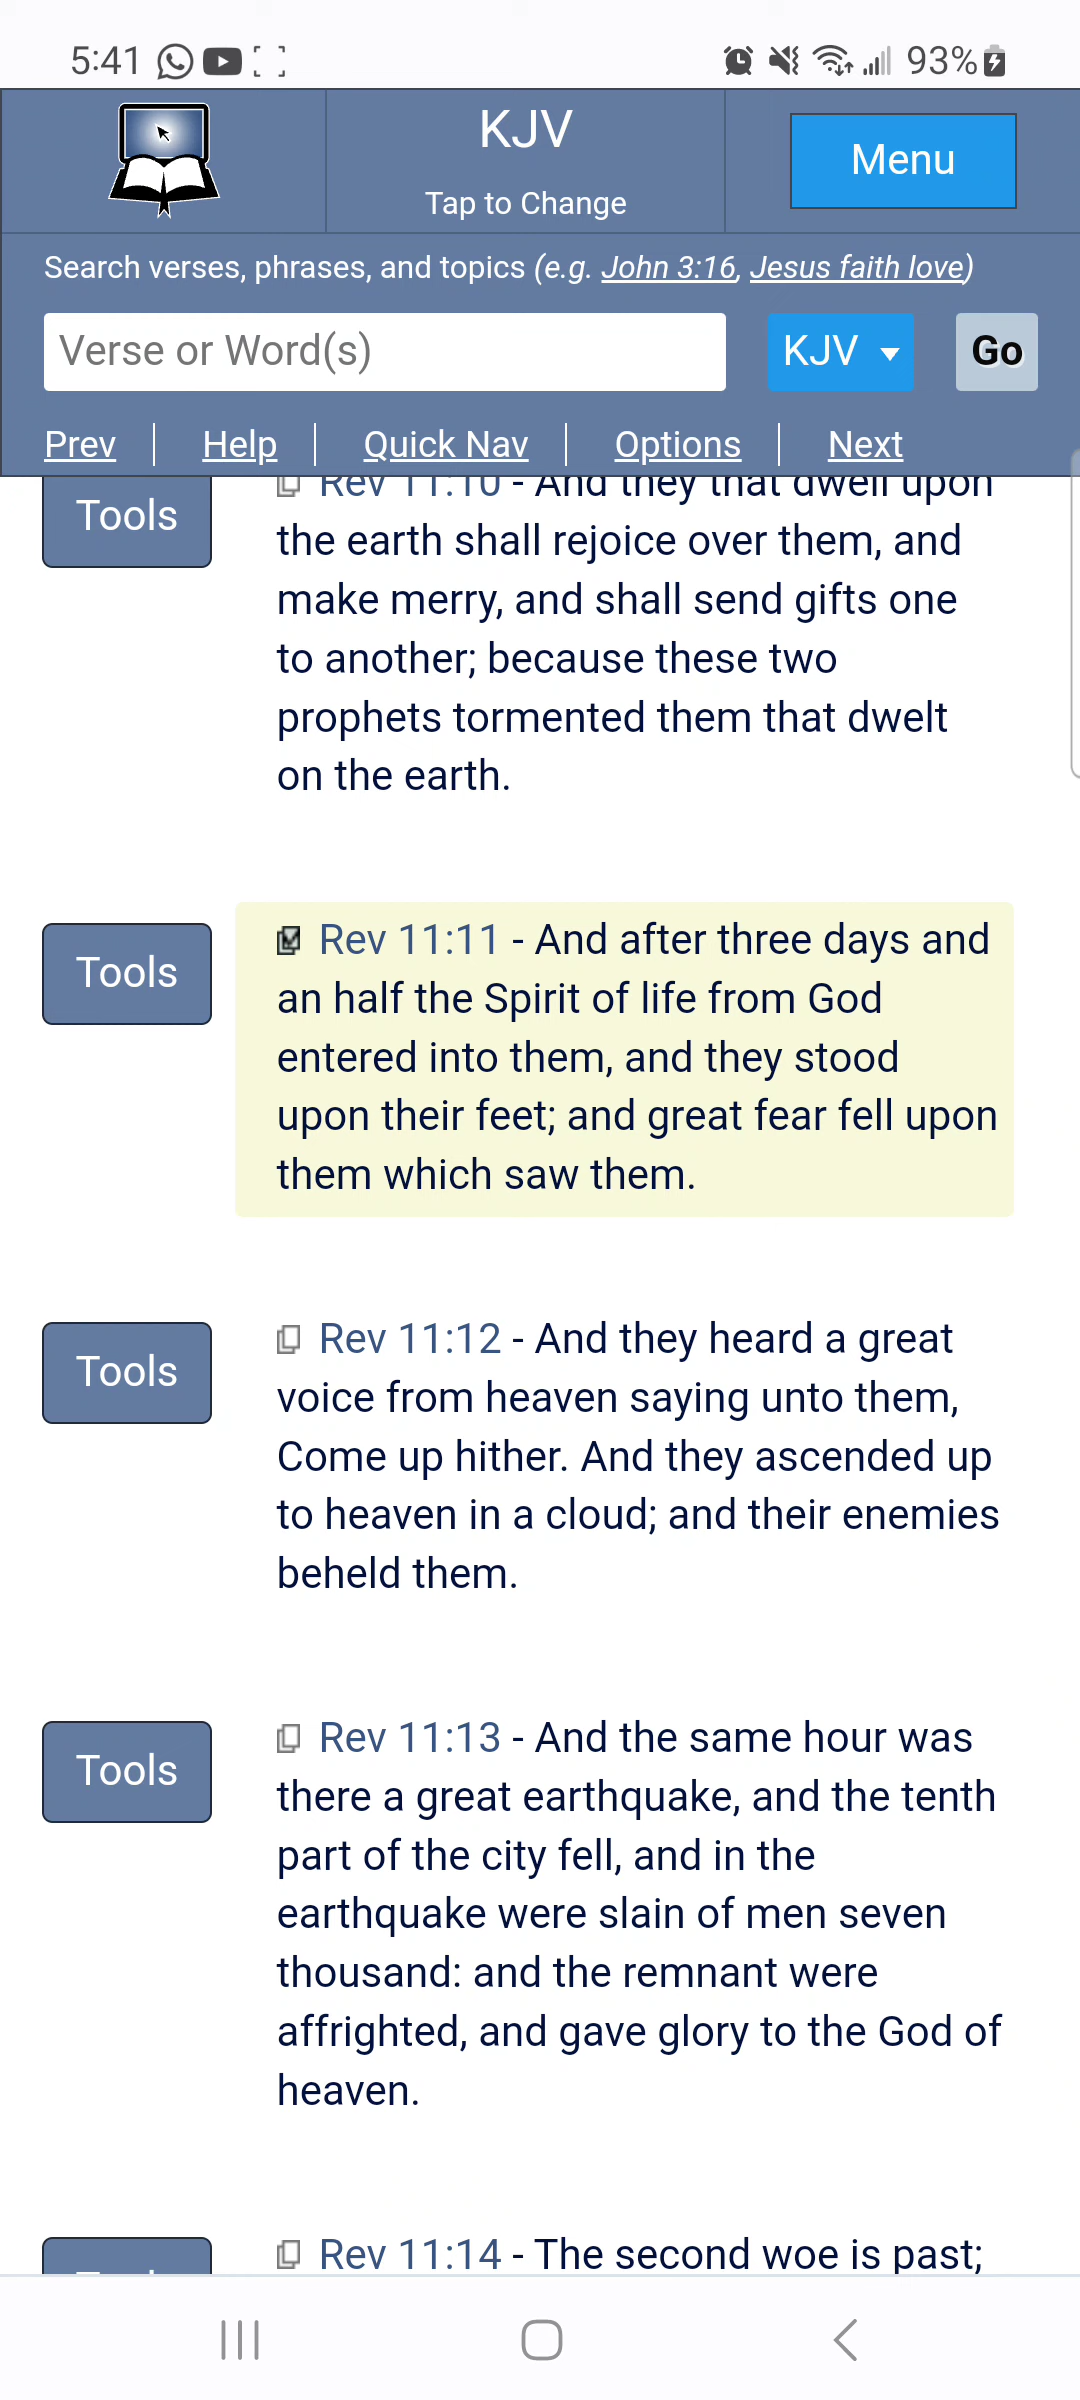 5:41
93%
KJV
Tap to Change
Menu
Search verses, phrases, and topics (e.g. John 3:16, Jesus faith love)
Verse or Word(s)
KJV
Go
Prev
Help
Quick Nav
Options
Next
Tools
Rev 11:10 - And they that dwell upon
the earth shall rejoice over them, and
make merry, and shall send gifts one
to another; because these two
prophets tormented them that dwelt
on the earth.
Tools
Rev 11:11 - And after three days and
an half the Spirit of life from God
entered into them, and they stood
upon their feet; and great fear fell upon
them which saw them.
Tools
Rev 11:12 - And they heard a great
voice from heaven saying unto them,
Come up hither. And they ascended up
to heaven in a cloud; and their enemies
beheld them.
Tools
Rev 11:13 - And the same hour was
there a great earthquake, and the tenth
part of the city fell, and in the
earthquake were slain of men seven
thousand: and the remnant were
affrighted, and gave glory to the God of
heaven.
Rev 11:14 - The second woe is past;